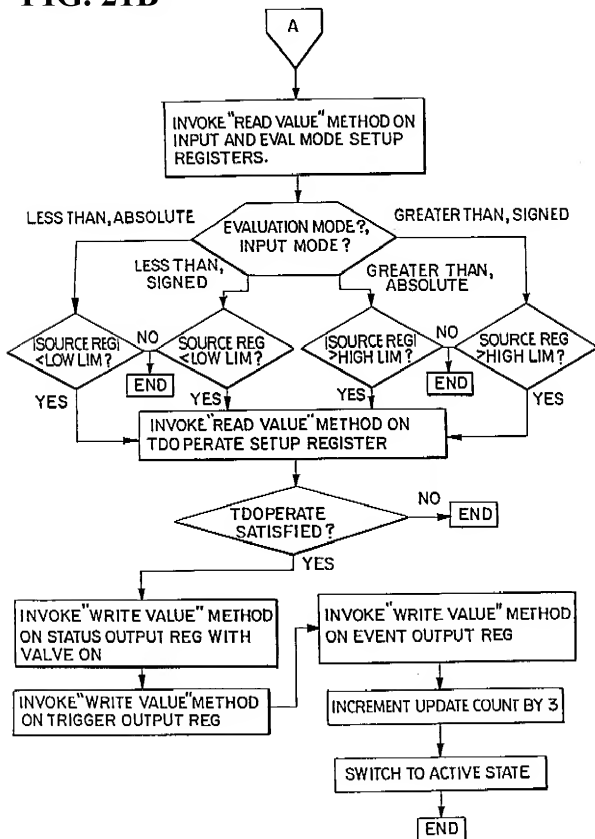 FIG. 21B
A
INVOKE "READ VALUE" METHOD ON
INPUT AND EVAL MODE SETUP
REGISTERS.
LESS THAN, ABSOLUTE
EVALUATION MODE?,
INPUT MODE?
GREATER THAN, SIGNED
LESS THAN,
SIGNED
GREATER THAN,
ABSOLUTE
|SOURCE REG|
<LOW LIM?
NO
END
SOURCE REG
<LOW LIM?
|SOURCE REG|
>HIGH LIM?
NO
END
SOURCE REG
>HIGH LIM?
YES
YES
YES
YES
INVOKE "READ VALUE" METHOD ON
TDOPERATE SETUP REGISTER
TDOPERATE
SATISFIED?
NO
END
YES
INVOKE "WRITE VALUE" METHOD
ON STATUS OUTPUT REG WITH
VALVE ON
INVOKE "WRITE VALUE" METHOD
ON TRIGGER OUTPUT REG
INVOKE "WRITE VALUE" METHOD
ON EVENT OUTPUT REG
INCREMENT UPDATE COUNT BY 3
SWITCH TO ACTIVE STATE
END